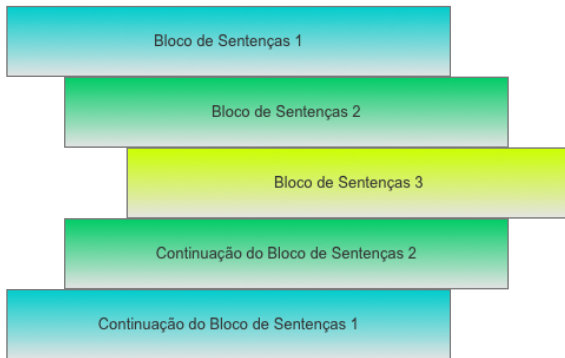 Bloco de Sentenças 1
Bloco de Sentenças 2
Bloco de Sentenças 3
Continuação do Bloco de Sentenças 2
Continuação do Bloco de Sentenças 1